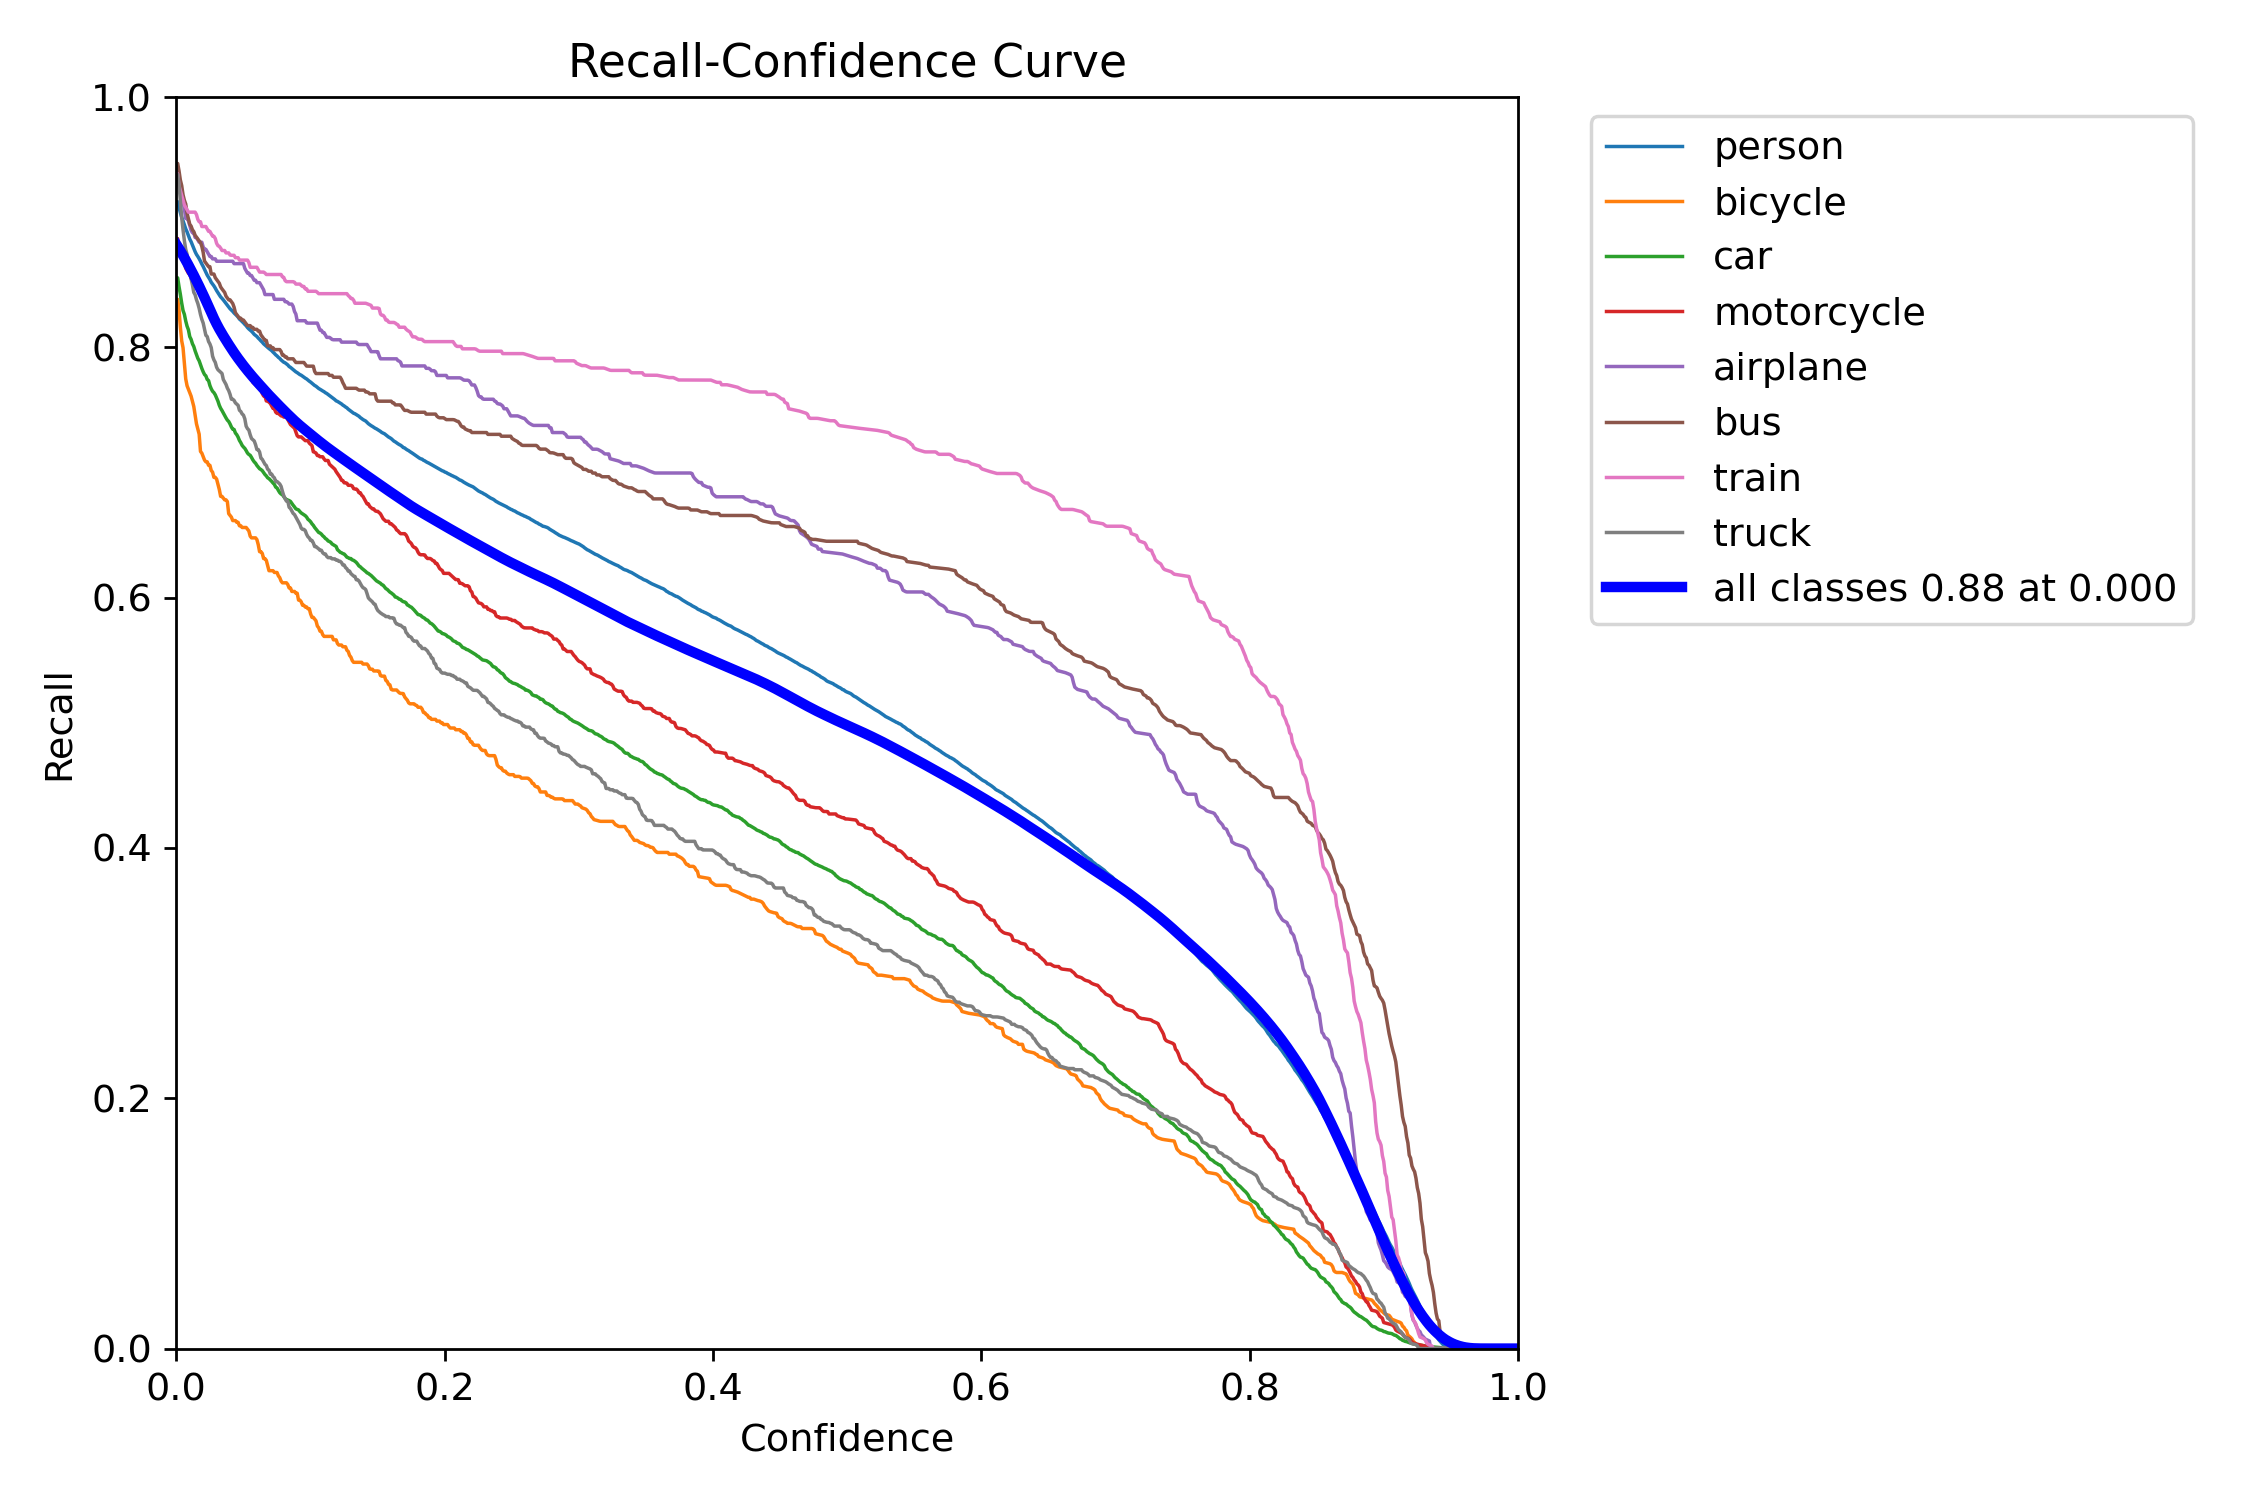 Recall-Confidence Curve
1.0
0.8
0.6
0.4
0.2
0.0
Recall
0.0 0.2 0.4 0.6 0.8 1.0
Confidence
person
bicycle
car
motorcycle
airplane
bus
train
truck
all classes 0.88 at 0.000